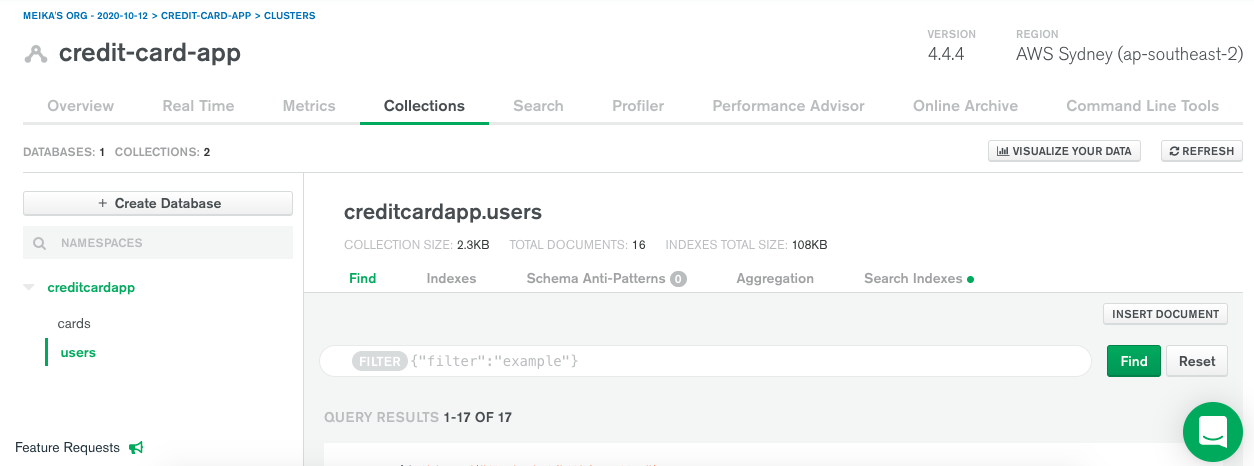 MEIKA'S ORG - 2020-10-12 > CREDIT-CARD-APP > CLUSTERS
credit-card-app
VERSION
4.4.4
REGION
AWS Sydney (ap-southeast-2)
Overview Real Time Metrics Collections Search Profiler Performance Advisor Online Archive Command Line Tools
DATABASES: 1 COLLECTIONS: 2
VISUALIZE YOUR DATA REFRESH
+ Create Database
NAMESPACES
creditcardapp
cards
users
Feature Requests
creditcardapp.users
COLLECTION SIZE: 2.3KB TOTAL DOCUMENTS: 16 INDEXES TOTAL SIZE: 108KB
Find Indexes Schema Anti-Patterns 0 Aggregation Search Indexes
INSERT DOCUMENT
FILTER {"filter":"example"}
Find Reset
QUERY RESULTS 1-17 OF 17